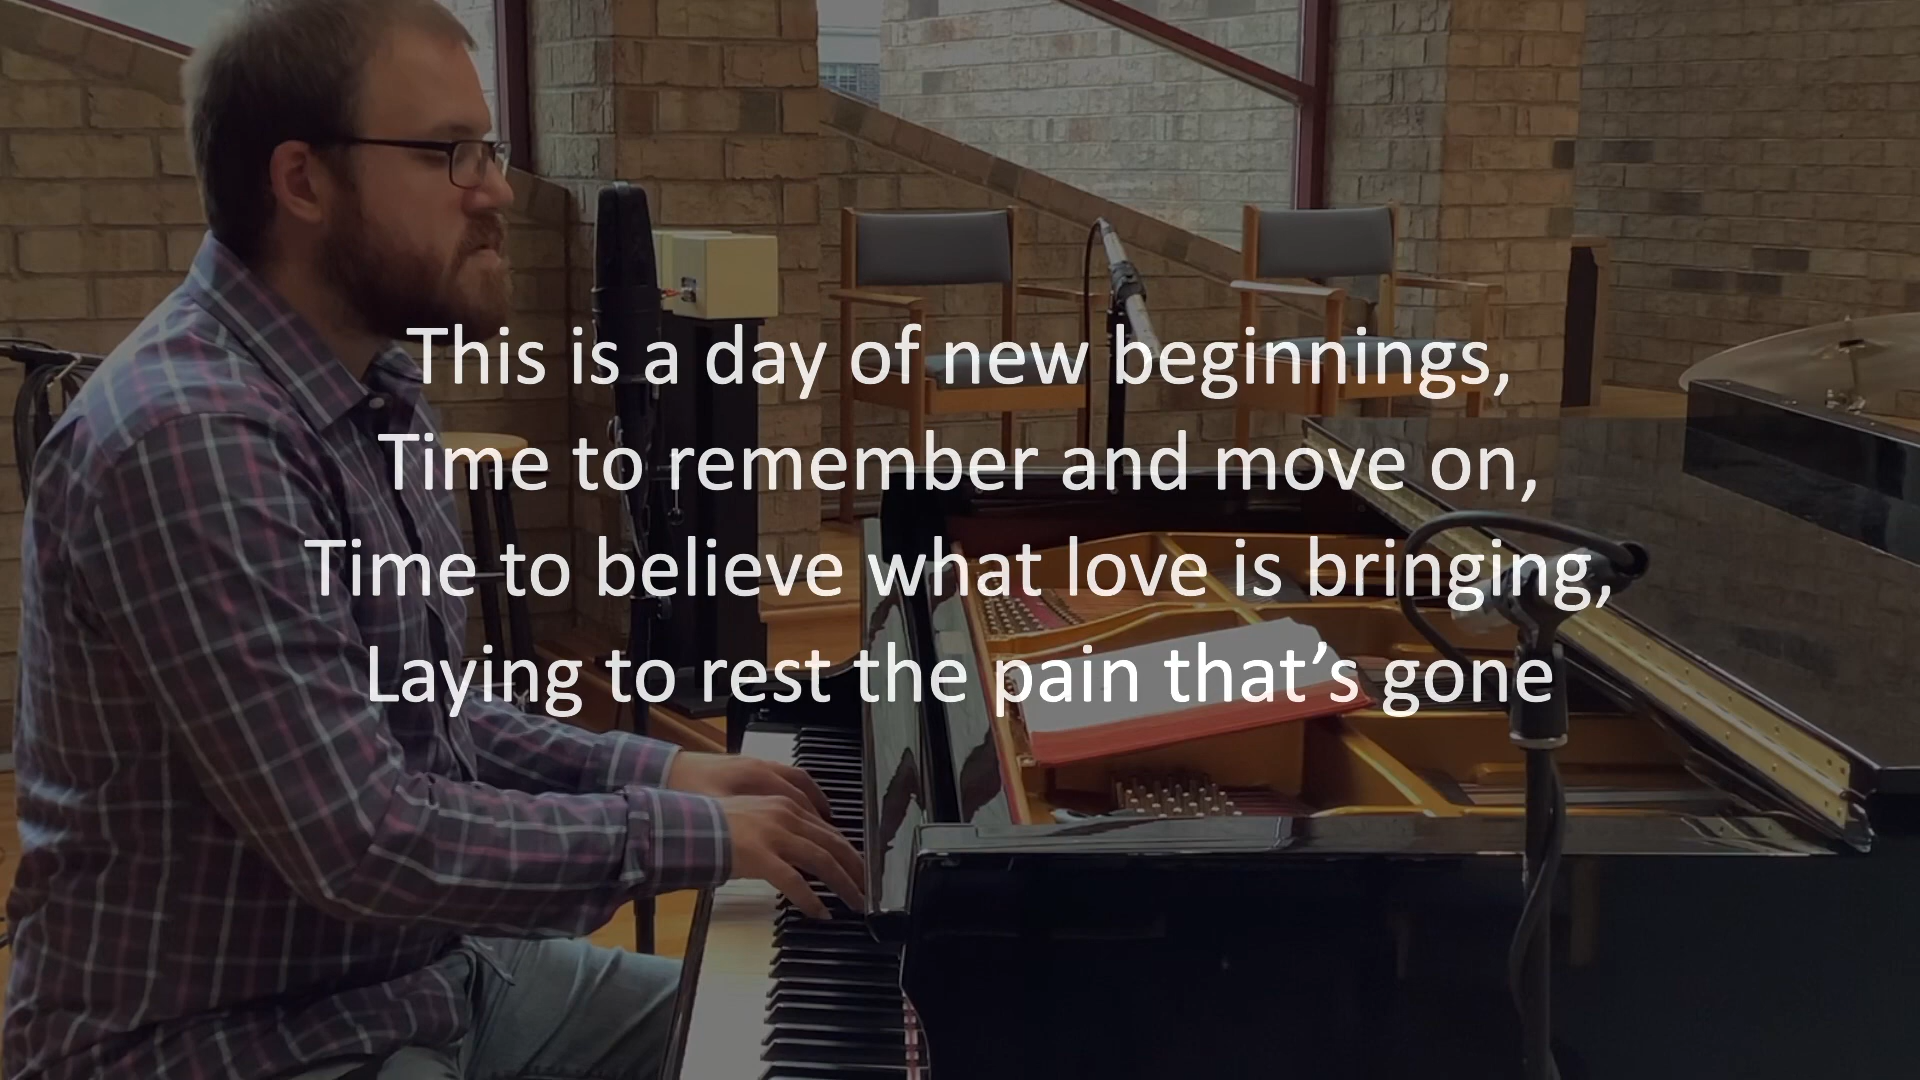 This is a day of new beginnings,
Time to remember and move on,
Time to believe what love is bringing,
Laying to rest the pain that’s gone